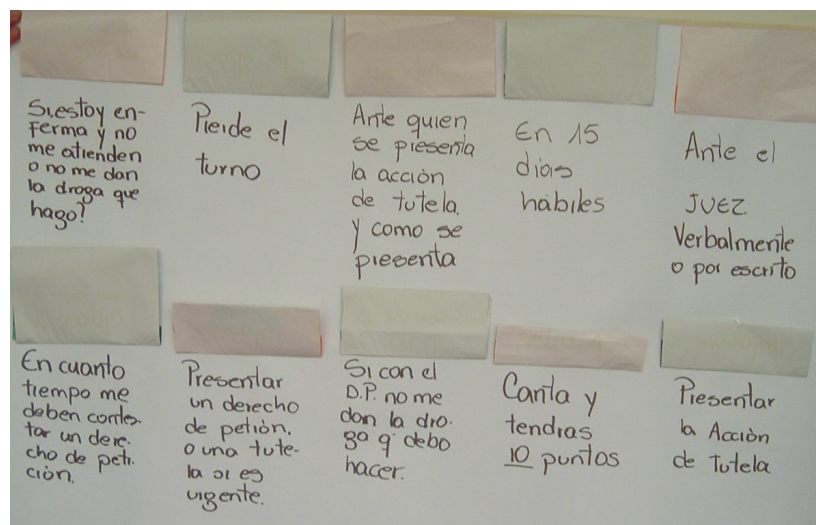 Si estoy en-
ferma y no
me atienden
o no me dan
la droga que
hago?
Pierde el
turno
Ante quien
se presenta
la acción
de tutela.
y como se
presenta
En 15
días
hábiles
Ante el
JUEZ.
Verbalmente
o por escrito
En cuanto
tiempo me
deben contes-
tar un dere-
cho de peti-
ción.
Presentar
un derecho
de petión.
o una tute-
la si es
urgente.
Si con el
D.P. no me
dan la dro-
ga q' debo
hacer.
Canta y
tendras
10 puntos
Presentar
la Acción
de Tutela